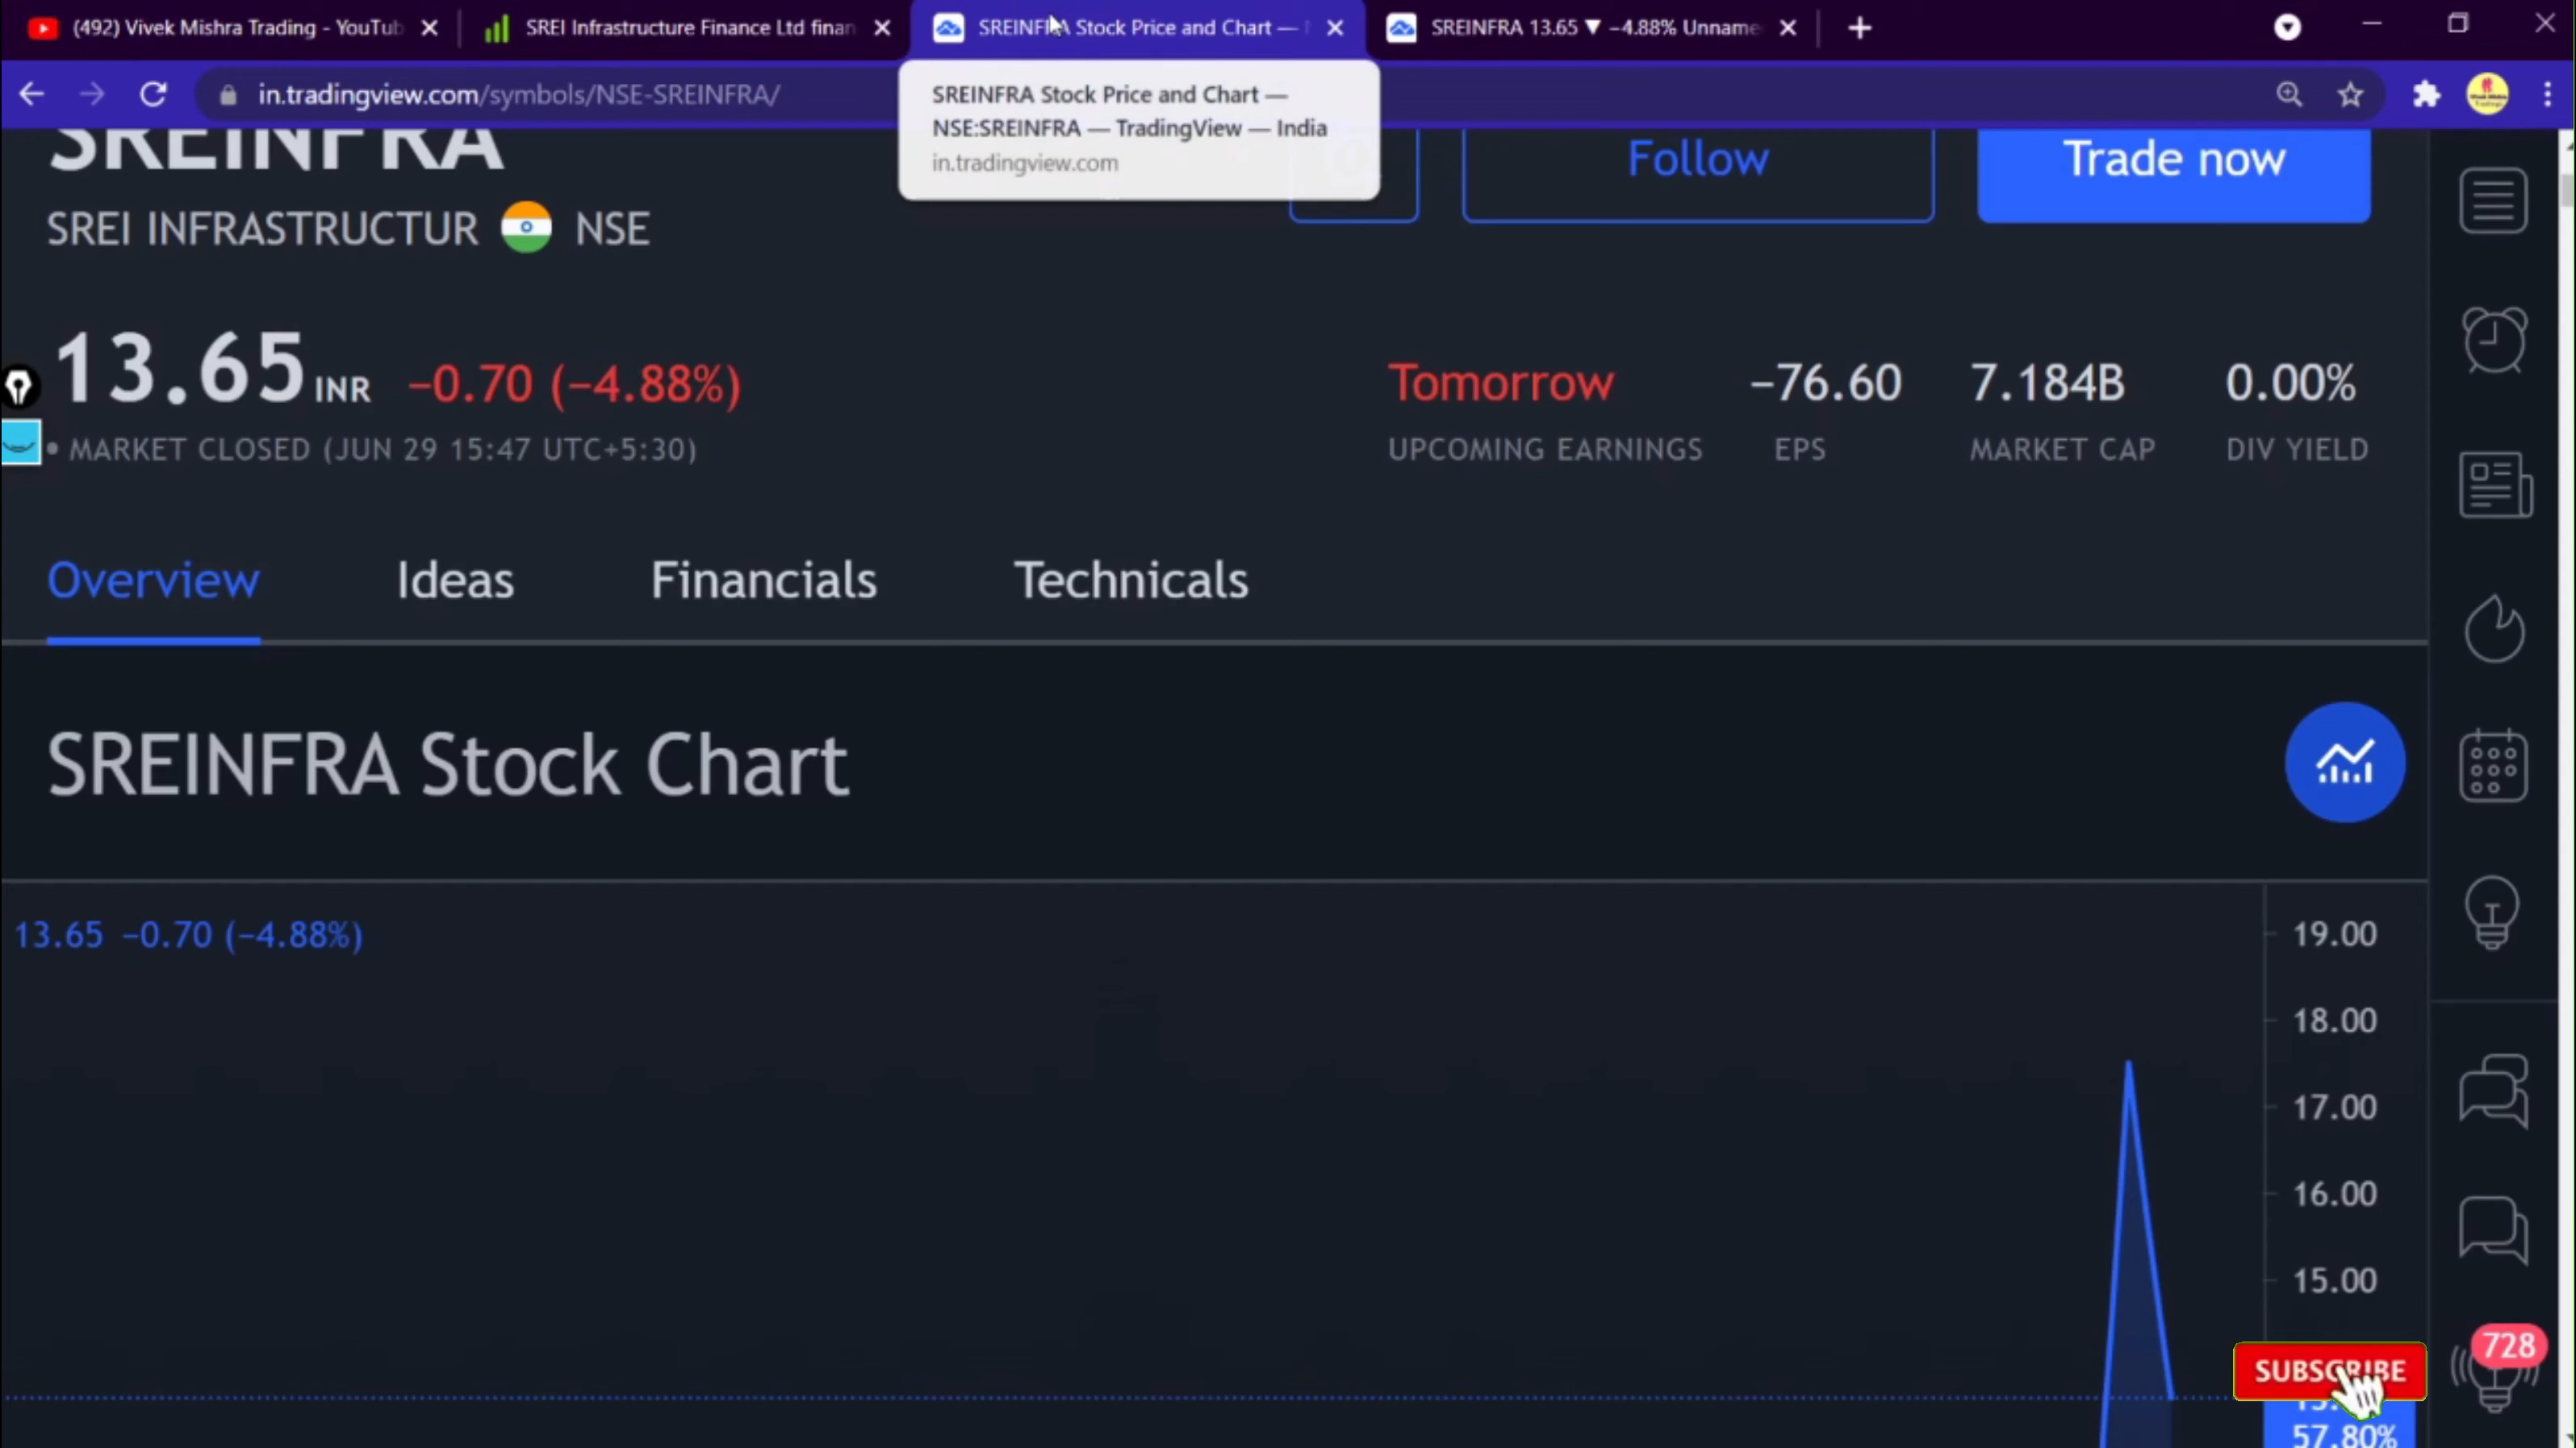 (492) Vivek Mishra Trading - YouTub
SREI Infrastructure Finance Ltd finan
SREINFRA Stock Price and Chart —
SREINFRA 13.65 ▼ −4.88% Unname
in.tradingview.com/symbols/NSE-SREINFRA/
SREINFRA Stock Price and Chart —
NSE:SREINFRA — TradingView — India
in.tradingview.com
SREINFRA
Follow
Trade now
SREI INFRASTRUCTUR NSE
13.65 INR −0.70 (−4.88%)
Tomorrow −76.60 7.184B 0.00%
• MARKET CLOSED (JUN 29 15:47 UTC+5:30)
UPCOMING EARNINGS EPS MARKET CAP DIV YIELD
Overview Ideas Financials Technicals
SREINFRA Stock Chart
13.65 −0.70 (−4.88%)
19.00
18.00
17.00
16.00
15.00
728
SUBSCRIBE
57.80%